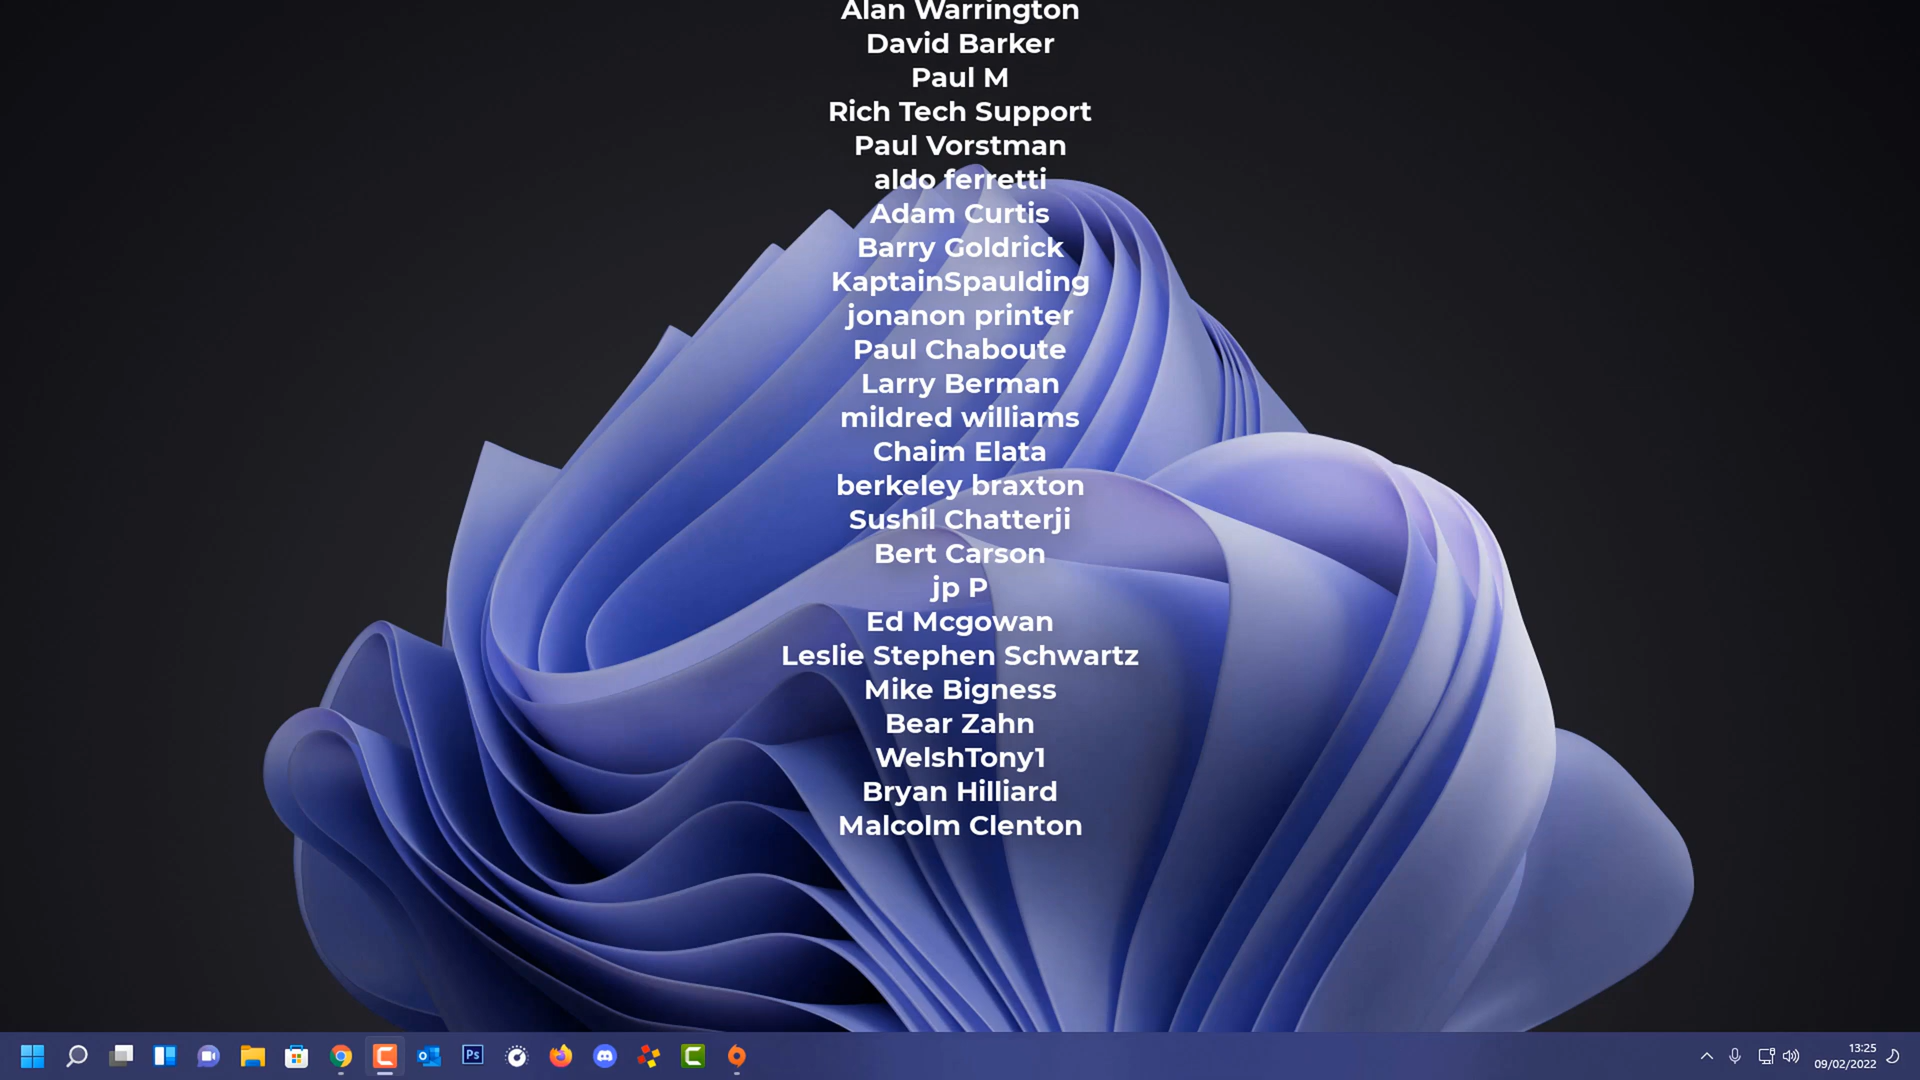 Alan Warrington
David Barker
Paul M
Rich Tech Support
Paul Vorstman
aldo ferretti
Adam Curtis
Barry Goldrick
KaptainSpaulding
jonanon printer
Paul Chaboute
Larry Berman
mildred williams
Chaim Elata
berkeley braxton
Sushil Chatterji
Bert Carson
jp P
Ed Mcgowan
Leslie Stephen Schwartz
Mike Bigness
Bear Zahn
WelshTony1
Bryan Hilliard
Malcolm Clenton
Ps
13:25
09/02/2022